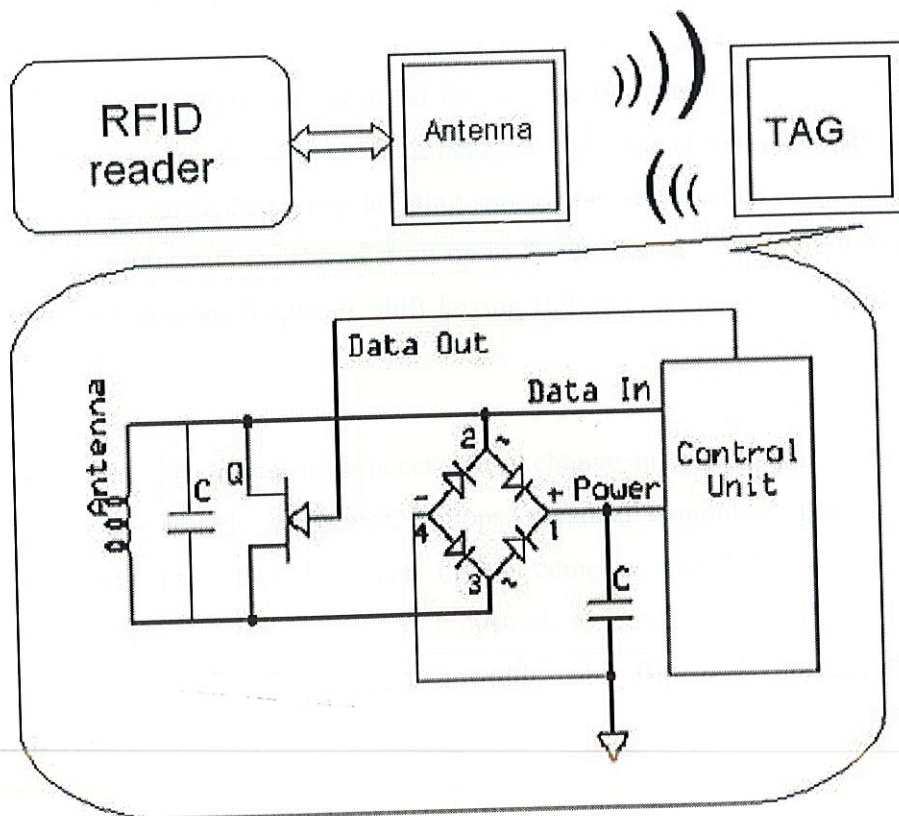 RFID
reader
Antenna
TAG
Data Out
Antenna
Data In
C
Q
2 ~
- 4
+ 1
Power
3 ~
C
Control
Unit